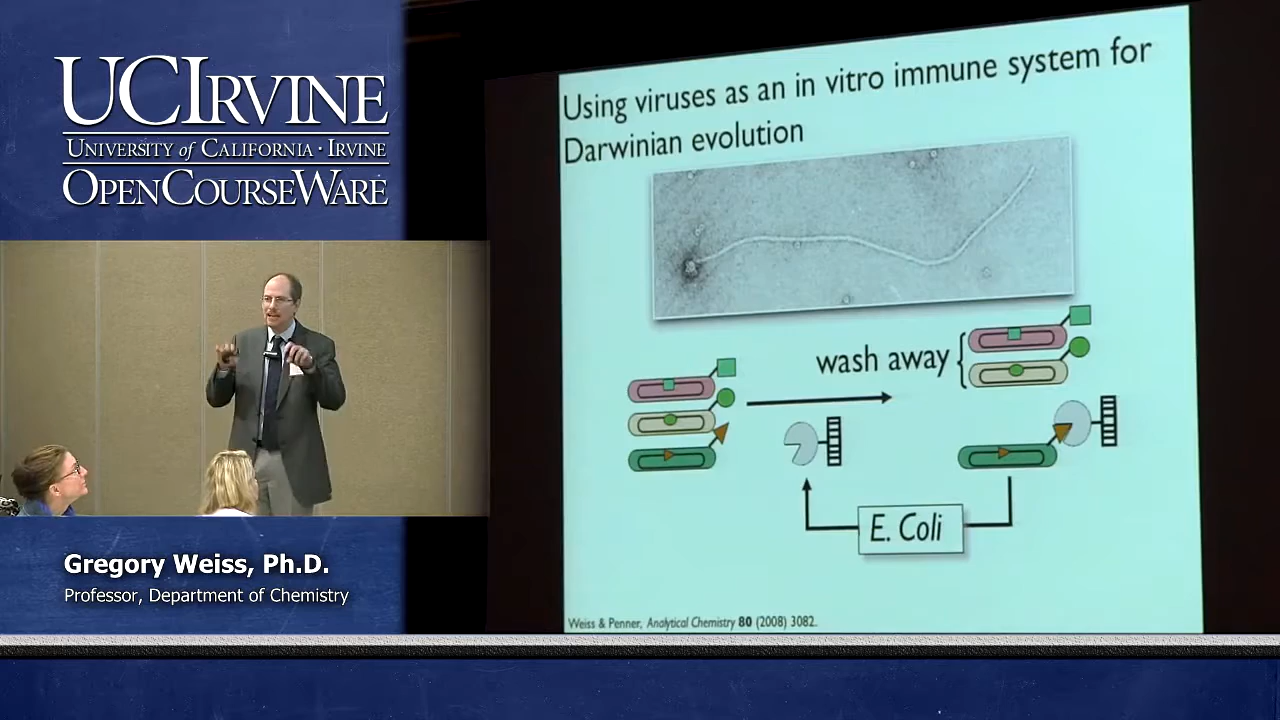 UCIRVINE
UNIVERSITY of CALIFORNIA · IRVINE
OPENCOURSEWARE
Gregory Weiss, Ph.D.
Professor, Department of Chemistry
Using viruses as an in vitro immune system for
Darwinian evolution
wash away
E. Coli
Weiss & Penner, Analytical Chemistry 80 (2008) 3082.